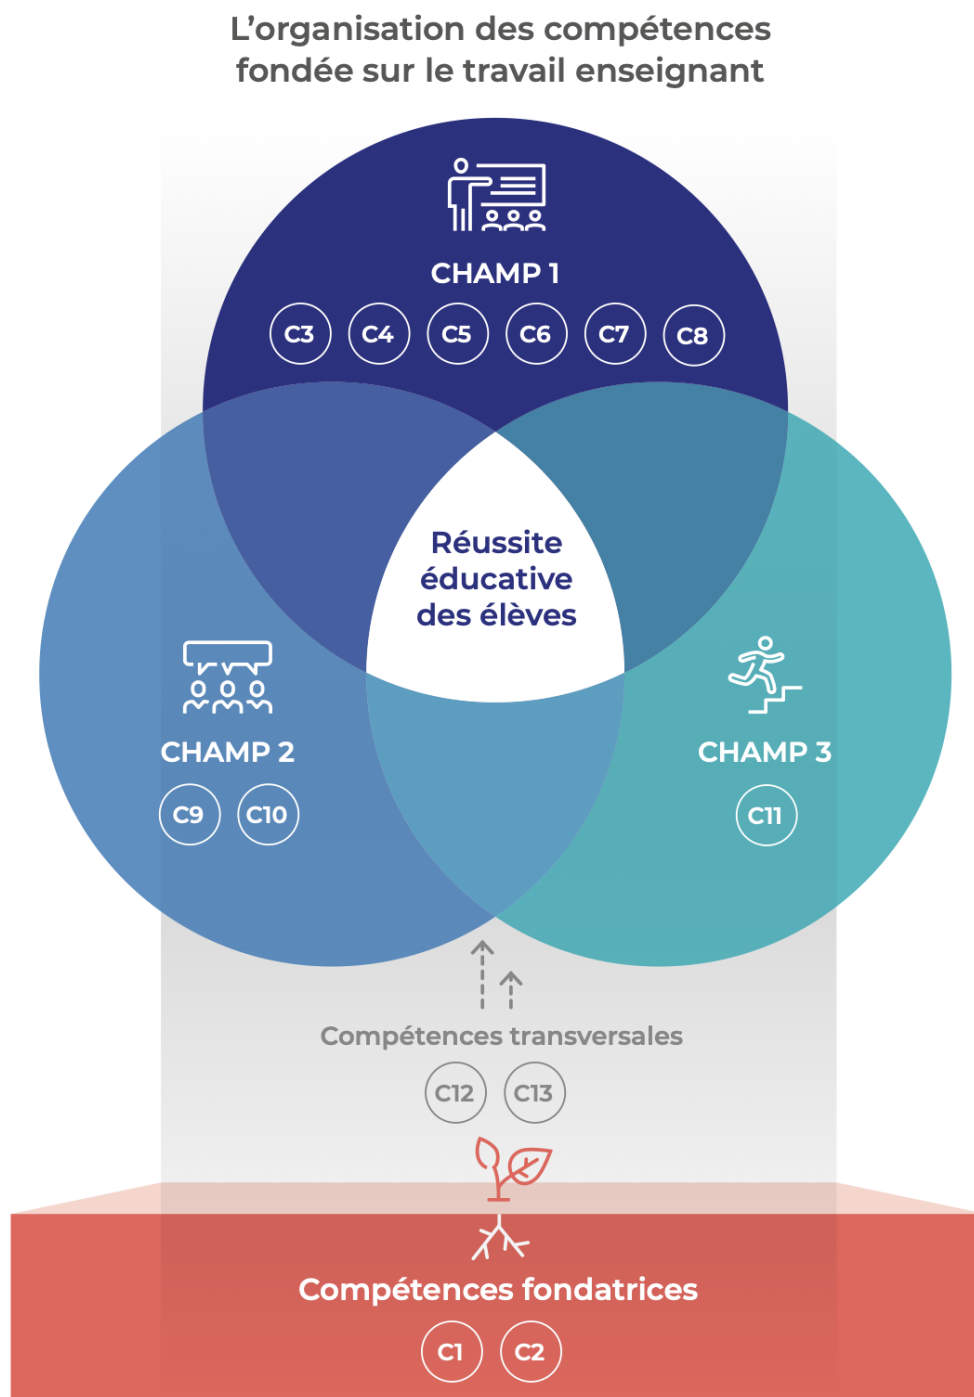 L’organisation des compétences
fondée sur le travail enseignant
CHAMP 1
C3 C4 C5 C6 C7 C8
Réussite
éducative
des élèves
CHAMP 2
C9 C10
CHAMP 3
C11
Compétences transversales
C12 C13
Compétences fondatrices
C1 C2